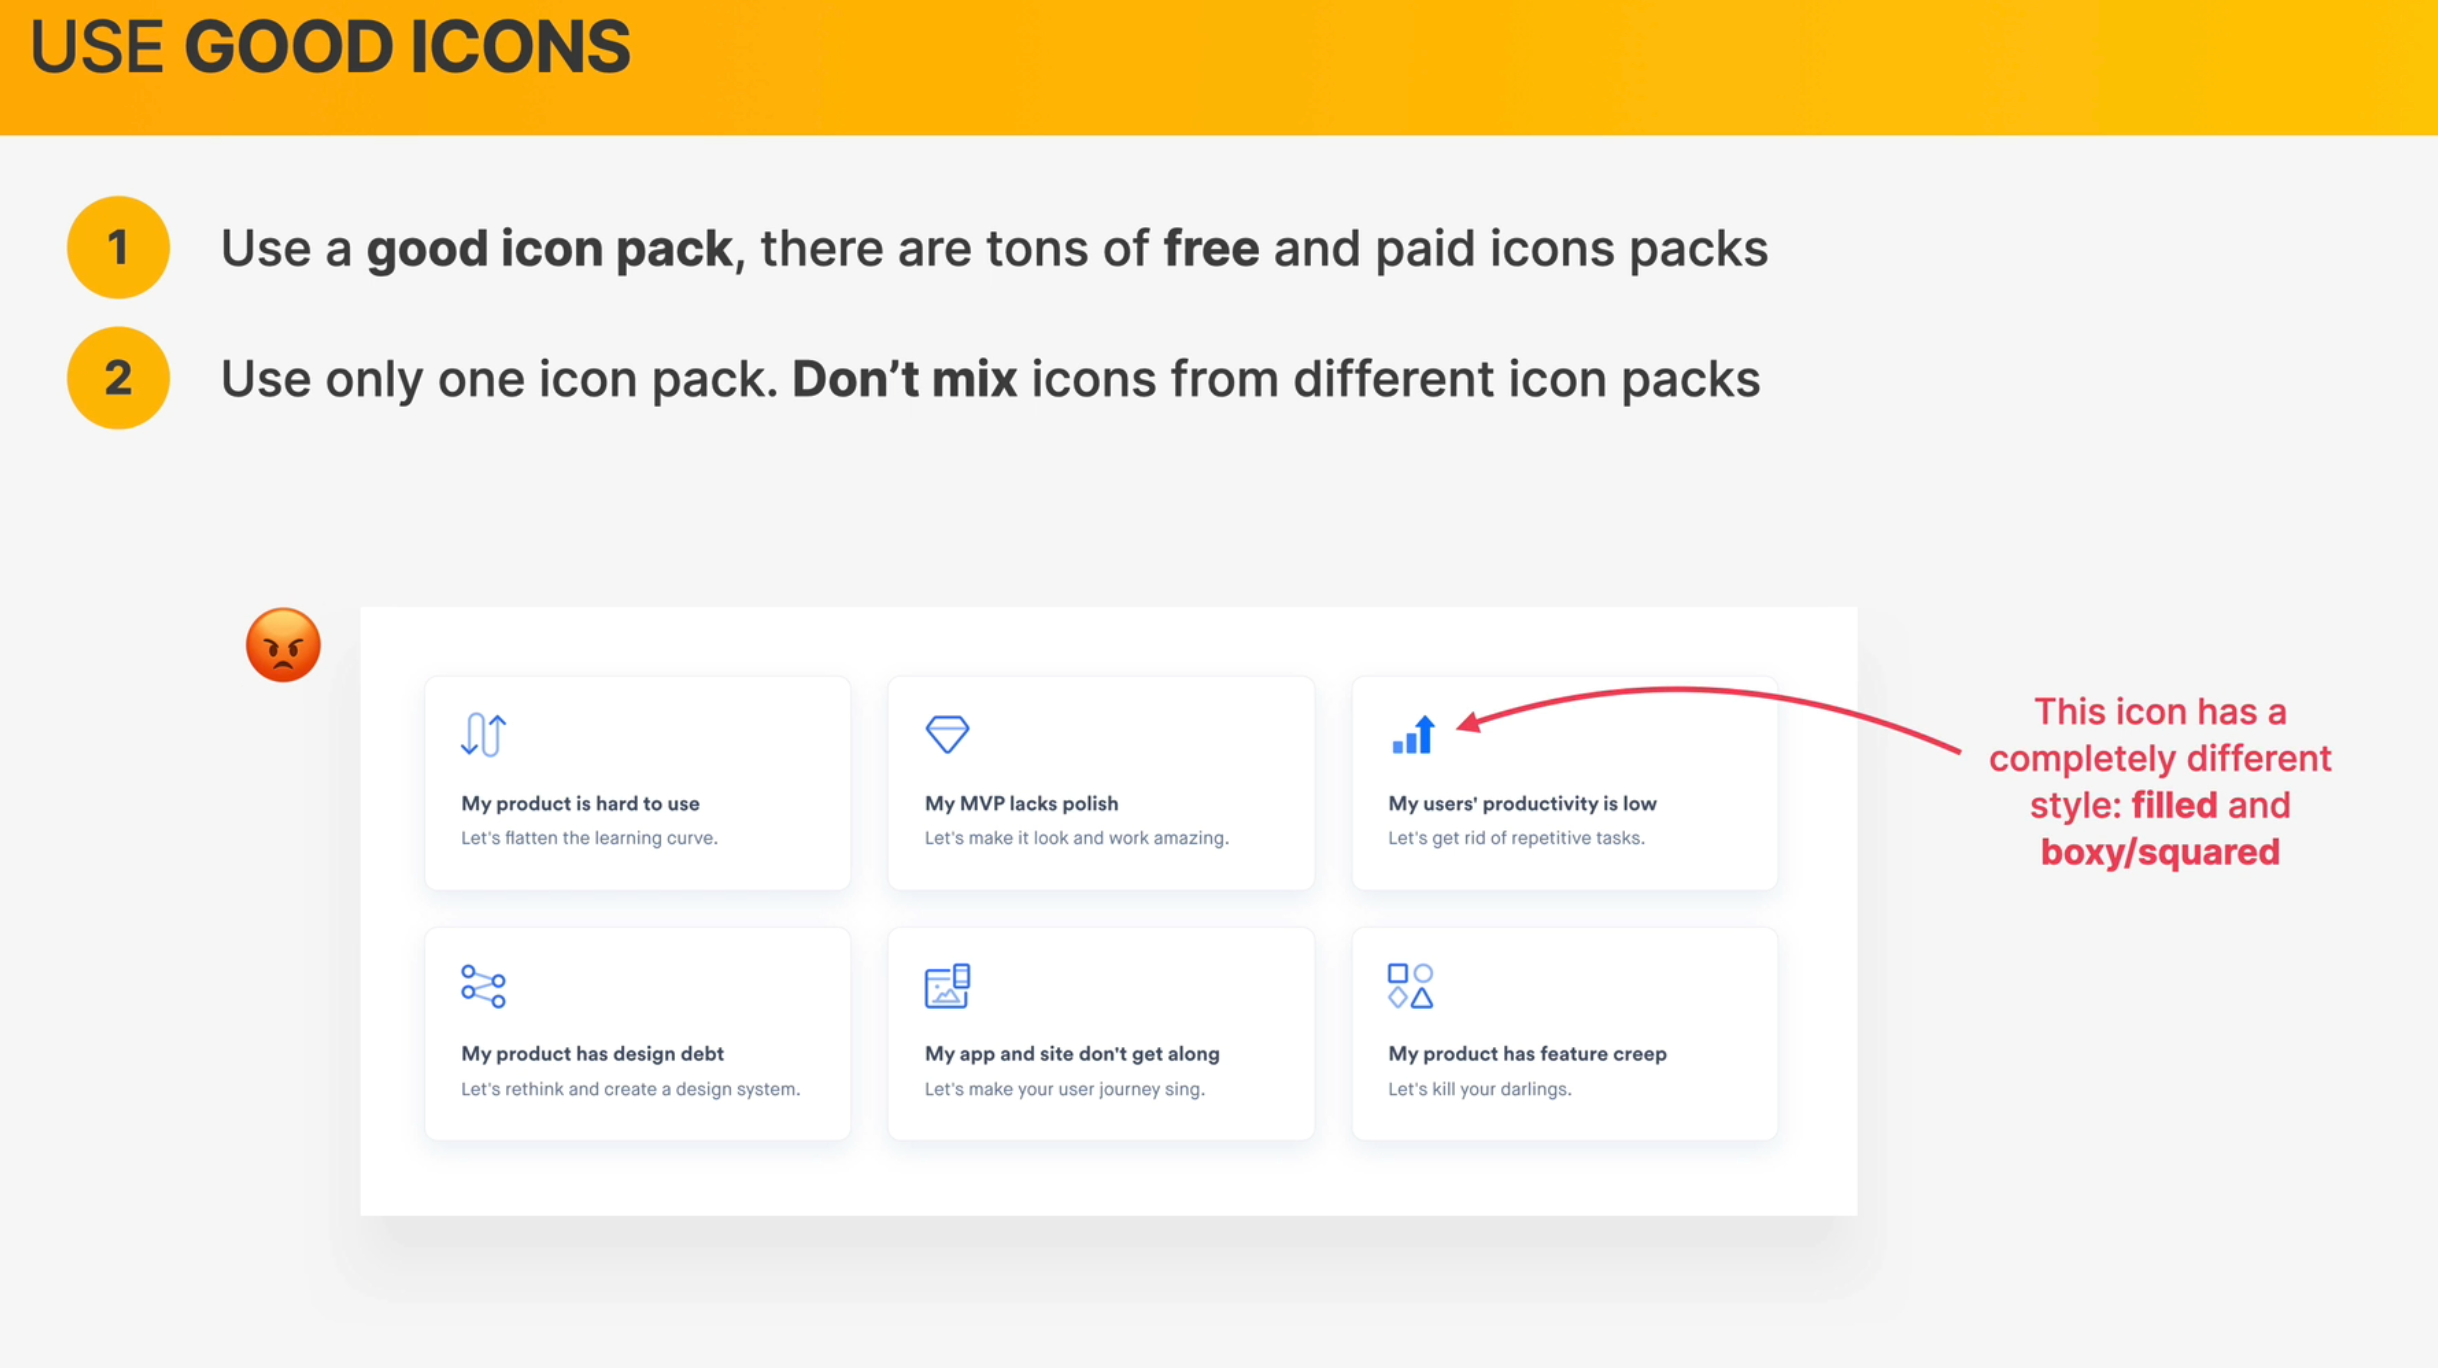 USE GOOD ICONS
1
Use a good icon pack, there are tons of free and paid icons packs
2
Use only one icon pack. Don’t mix icons from different icon packs
My product is hard to use
Let's flatten the learning curve.
My MVP lacks polish
Let's make it look and work amazing.
My users' productivity is low
Let's get rid of repetitive tasks.
This icon has a
completely different
style: filled and
boxy/squared
My product has design debt
Let's rethink and create a design system.
My app and site don't get along
Let's make your user journey sing.
My product has feature creep
Let's kill your darlings.